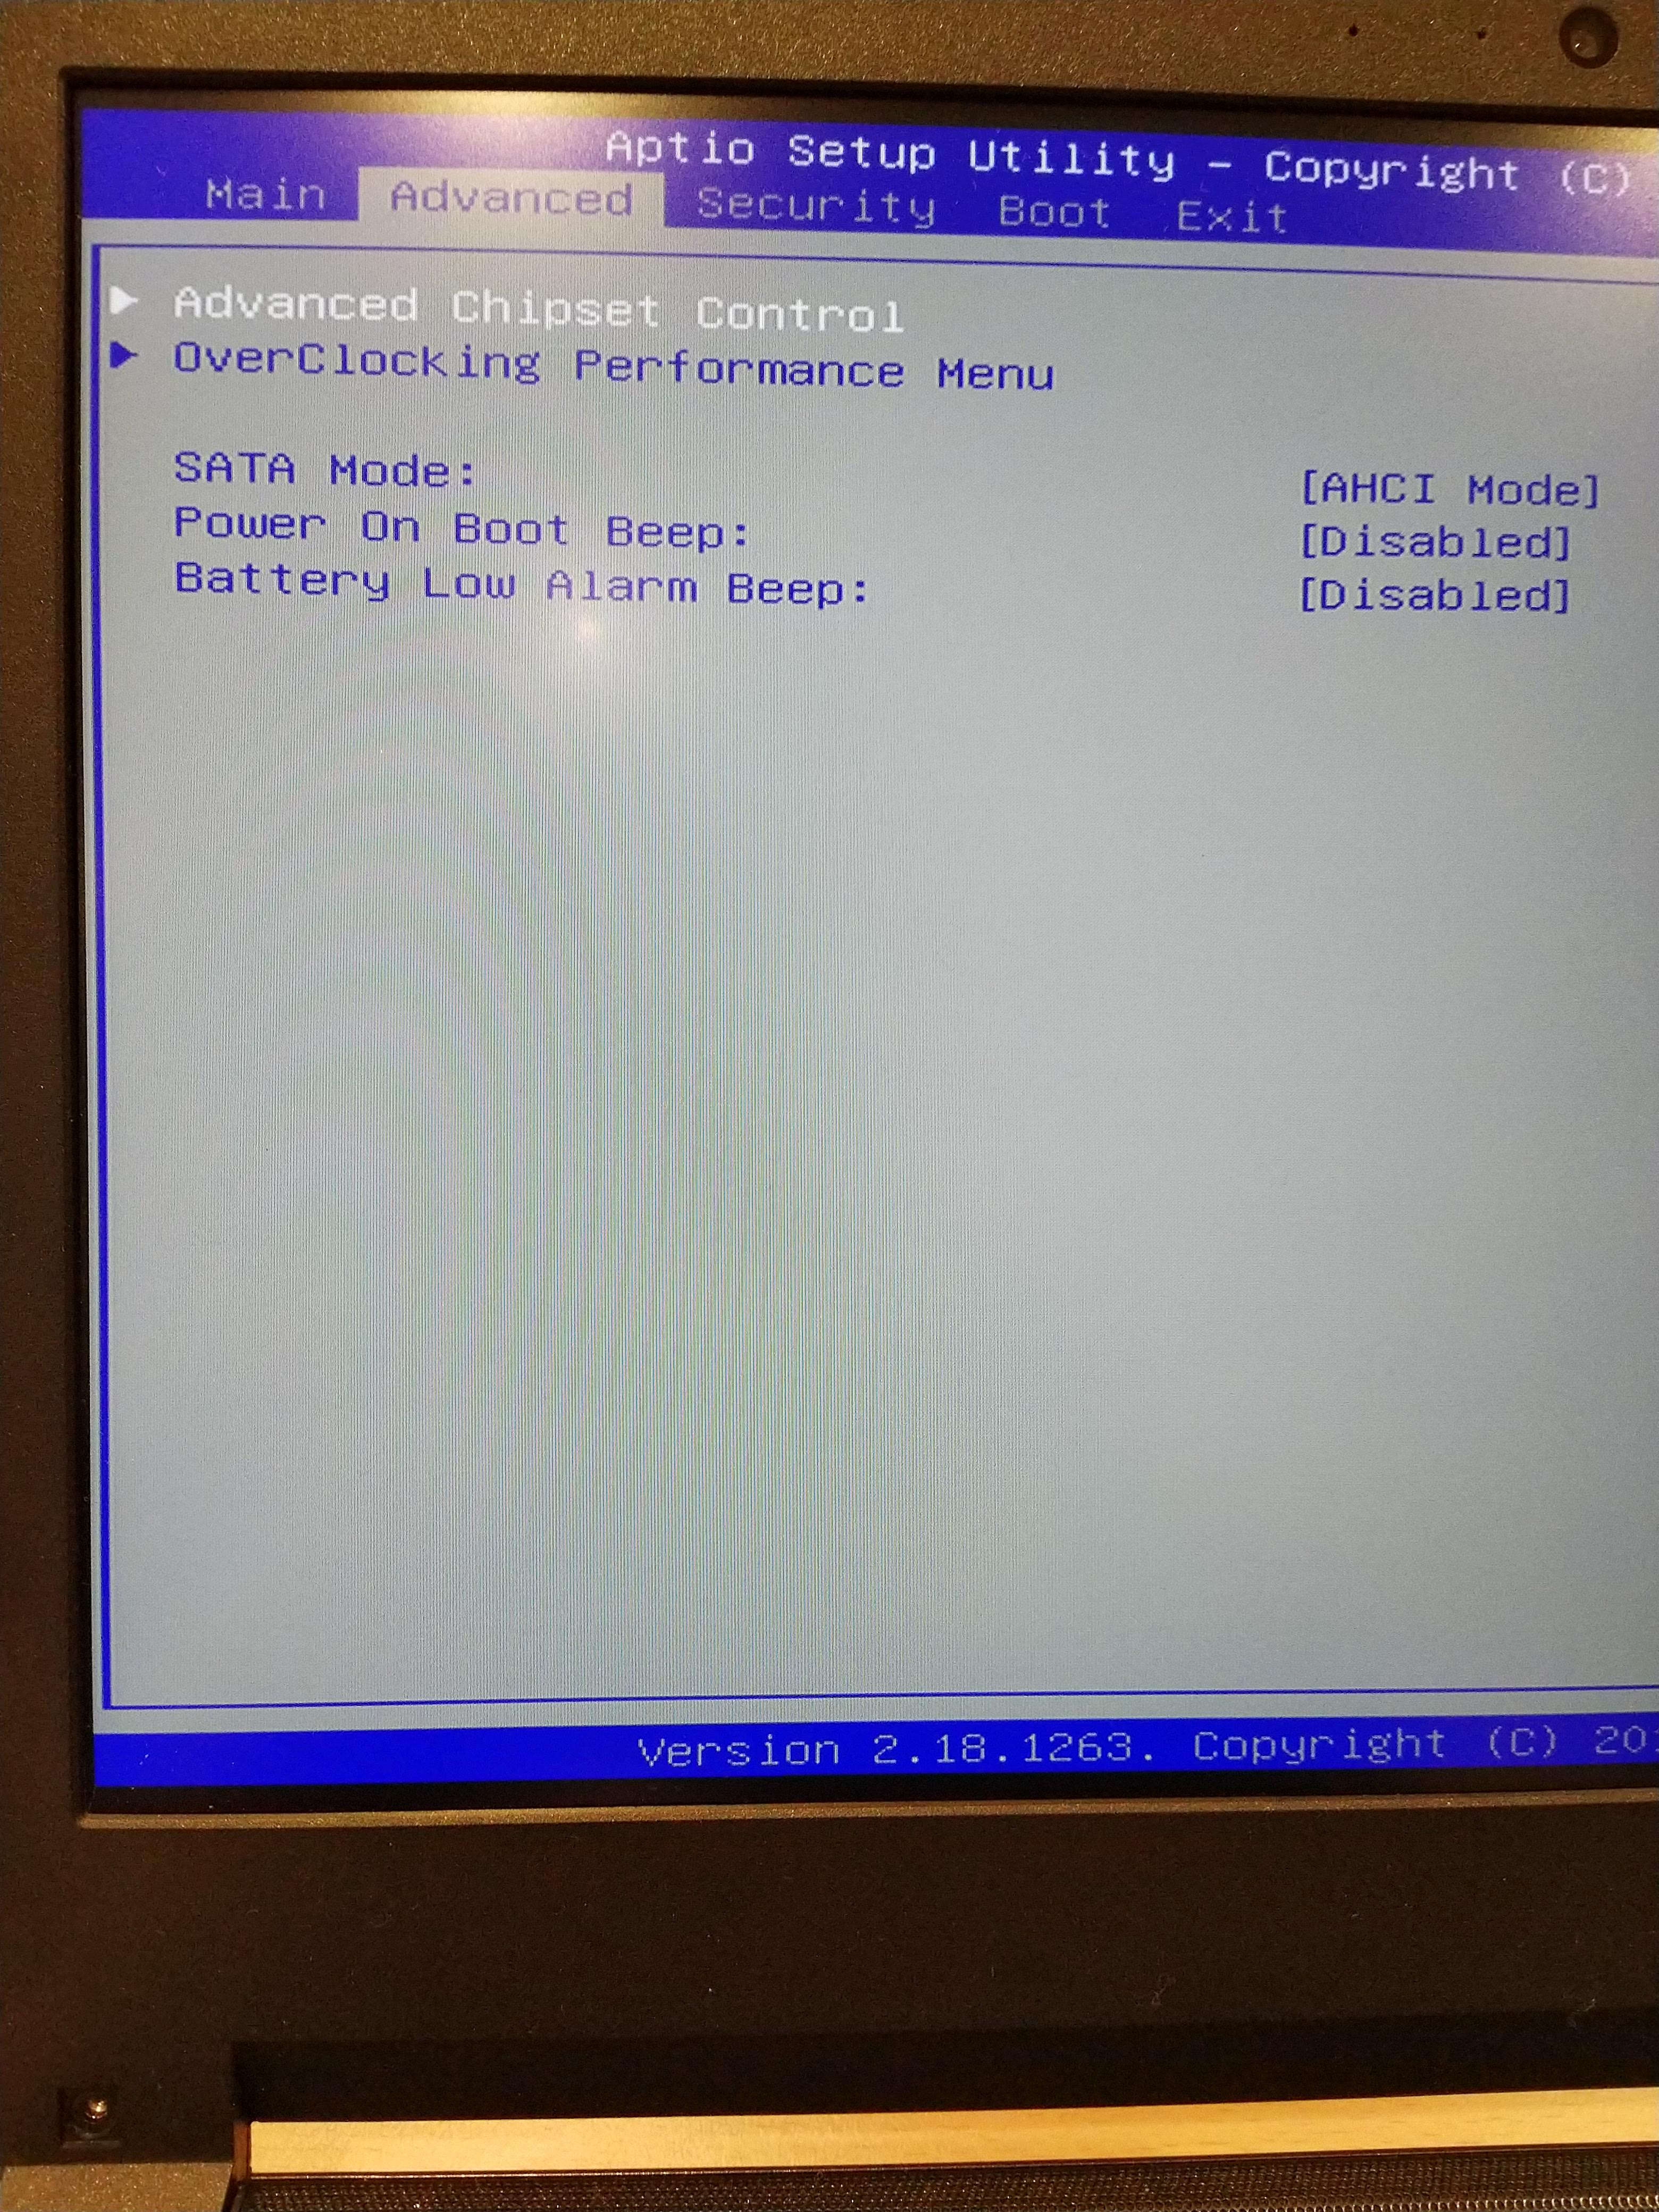 Aptio Setup Utility - Copyright (C)
Main Advanced Security Boot Exit
Advanced Chipset Control
OverClocking Performance Menu
SATA Mode: [AHCI Mode]
Power On Boot Beep: [Disabled]
Battery Low Alarm Beep: [Disabled]
Version 2.18.1263. Copyright (C)